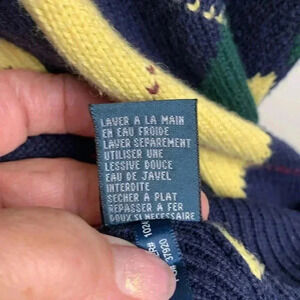 LAVER A LA MAIN
EN EAU FROIDE
LAVER SEPAREMENT
UTILISER UNE
LESSIVE DOUCE
EAU DE JAVEL
INTERDITE
SECHER A PLAT
REPASSER A FER
DOUX SI NECESSAIRE
37920